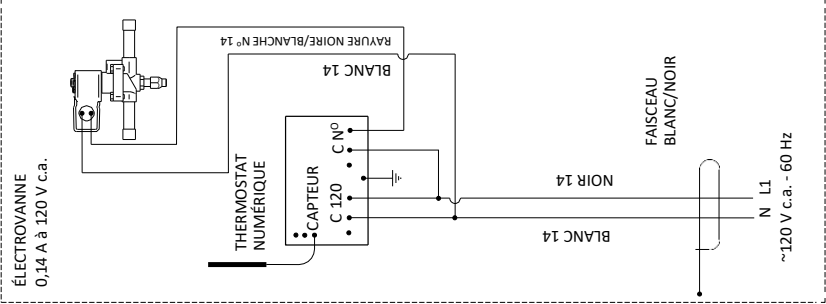 ÉLECTROVANNE
0,14 A à 120 V c.a.
RAYURE NOIRE/BLANCHE Nº 14
BLANC 14
THERMOSTAT
NUMÉRIQUE
CAPTEUR
C Nº
C 120
FAISCEAU
BLANC/NOIR
NOIR 14
BLANC 14
N L1
~120 V c.a. - 60 Hz